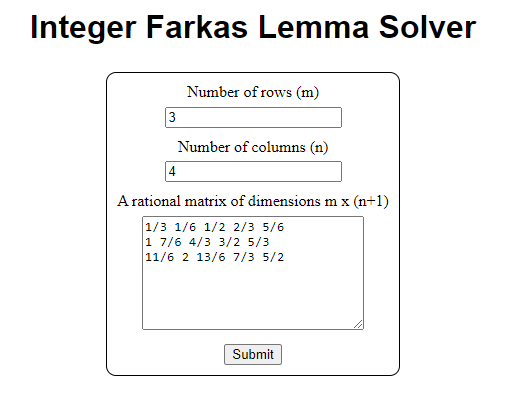 Integer Farkas Lemma Solver
Number of rows (m)
3
Number of columns (n)
4
A rational matrix of dimensions m x (n+1)
1/3 1/6 1/2 2/3 5/6
1 7/6 4/3 3/2 5/3
11/6 2 13/6 7/3 5/2
Submit